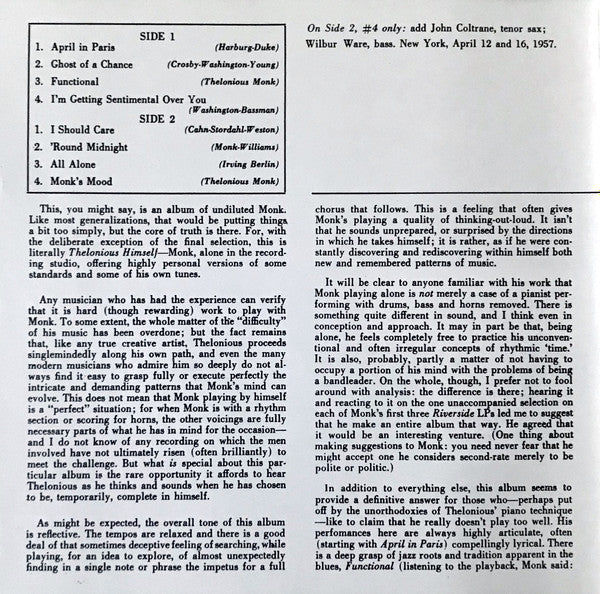 SIDE 1
1. April in Paris (Harburg-Duke)
2. Ghost of a Chance (Crosby-Washington-Young)
3. Functional (Thelonious Monk)
4. I'm Getting Sentimental Over You
(Washington-Bassman)
SIDE 2
1. I Should Care (Cahn-Stordahl-Weston)
2. 'Round Midnight (Monk-Williams)
3. All Alone (Irving Berlin)
4. Monk's Mood (Thelonious Monk)
This, you might say, is an album of undiluted Monk.
Like most generalizations, that would be putting things
a bit too simply, but the core of truth is there. For, with
the deliberate exception of the final selection, this is
literally Thelonious Himself—Monk, alone in the record-
ing studio, offering highly personal versions of some
standards and some of his own tunes.
Any musician who has had the experience can verify
that it is hard (though rewarding) work to play with
Monk. To some extent, the whole matter of the "difficulty"
of his music has been overdone; but the fact remains
that, like any true creative artist, Thelonious proceeds
singlemindedly along his own path, and even the many
modern musicians who admire him so deeply do not al-
ways find it easy to grasp fully or execute perfectly the
intricate and demanding patterns that Monk's mind can
evolve. This does not mean that Monk playing by himself
is a "perfect" situation; for when Monk is with a rhythm
section or scoring for horns, the other voicings are fully
necessary parts of what he has in mind for the occasion—
and I do not know of any recording on which the men
involved have not ultimately risen (often brilliantly) to
meet the challenge. But what is special about this par-
ticular album is the rare opportunity it affords to hear
Thelonious as he thinks and sounds when he has chosen
to be, temporarily, complete in himself.
As might be expected, the overall tone of this album
is reflective. The tempos are relaxed and there is a good
deal of that sometimes deceptive feeling of searching, while
playing, for an idea to explore, of almost unexpectedly
finding in a single note or phrase the impetus for a full
On Side 2, #4 only: add John Coltrane, tenor sax;
Wilbur Ware, bass. New York, April 12 and 16, 1957.
chorus that follows. This is a feeling that often gives
Monk's playing a quality of thinking-out-loud. It isn't
that he sounds unprepared, or surprised by the directions
in which he takes himself; it is rather, as if he were con-
stantly discovering and rediscovering within himself both
new and remembered patterns of music.
It will be clear to anyone familiar with his work that
Monk playing alone is not merely a case of a pianist per-
forming with drums, bass and horns removed. There is
something quite different in sound, and I think even in
conception and approach. It may in part be that, being
alone, he feels completely free to practice his unconven-
tional and often irregular concepts of rhythmic 'time.'
It is also, probably, partly a matter of not having to
occupy a portion of his mind with the problems of being
a bandleader. On the whole, though, I prefer not to fool
around with analysis: the difference is there; hearing it
and reacting to it on the one unaccompanied selection on
each of Monk's first three Riverside LPs led me to suggest
that he make an entire album that way. He agreed that
it would be an interesting venture. (One thing about
making suggestions to Monk: you need never fear that he
might accept one he considers second-rate merely to be
polite or politic.)
In addition to everything else, this album seems to
provide a definitive answer for those who—perhaps put
off by the unorthodoxies of Thelonious' piano technique
—like to claim that he really doesn't play too well. His
perfomances here are always highly articulate, often
(starting with April in Paris) compellingly lyrical. There
is a deep grasp of jazz roots and tradition apparent in the
blues, Functional (listening to the playback, Monk said: